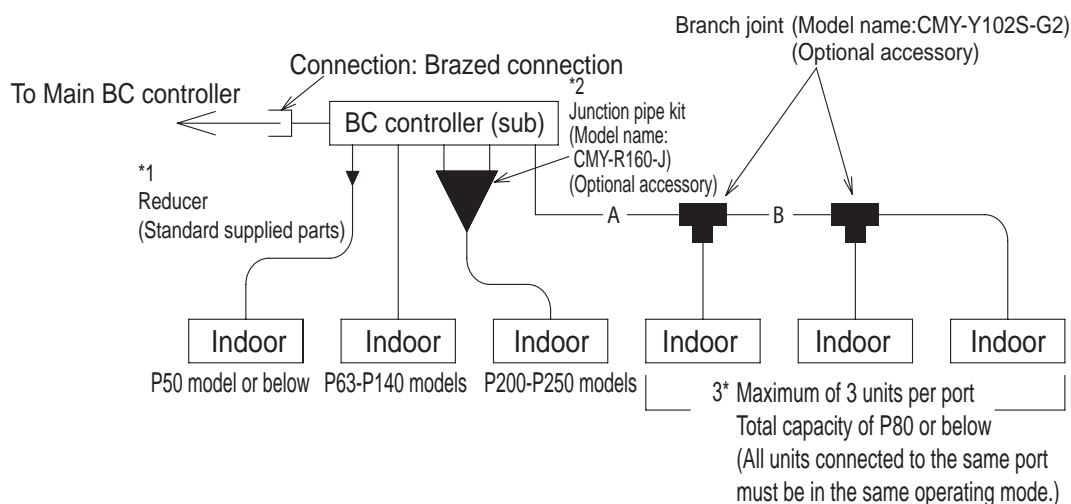 Branch joint (Model name:CMY-Y102S-G2)
(Optional accessory)
Connection: Brazed connection
To Main BC controller
*2
Junction pipe kit
(Model name:
CMY-R160-J)
(Optional accessory)
BC controller (sub)
*1
Reducer
(Standard supplied parts)
A
B
Indoor
Indoor
Indoor
Indoor
Indoor
Indoor
P50 model or below
P63-P140 models
P200-P250 models
3* Maximum of 3 units per port
Total capacity of P80 or below
(All units connected to the same port
must be in the same operating mode.)